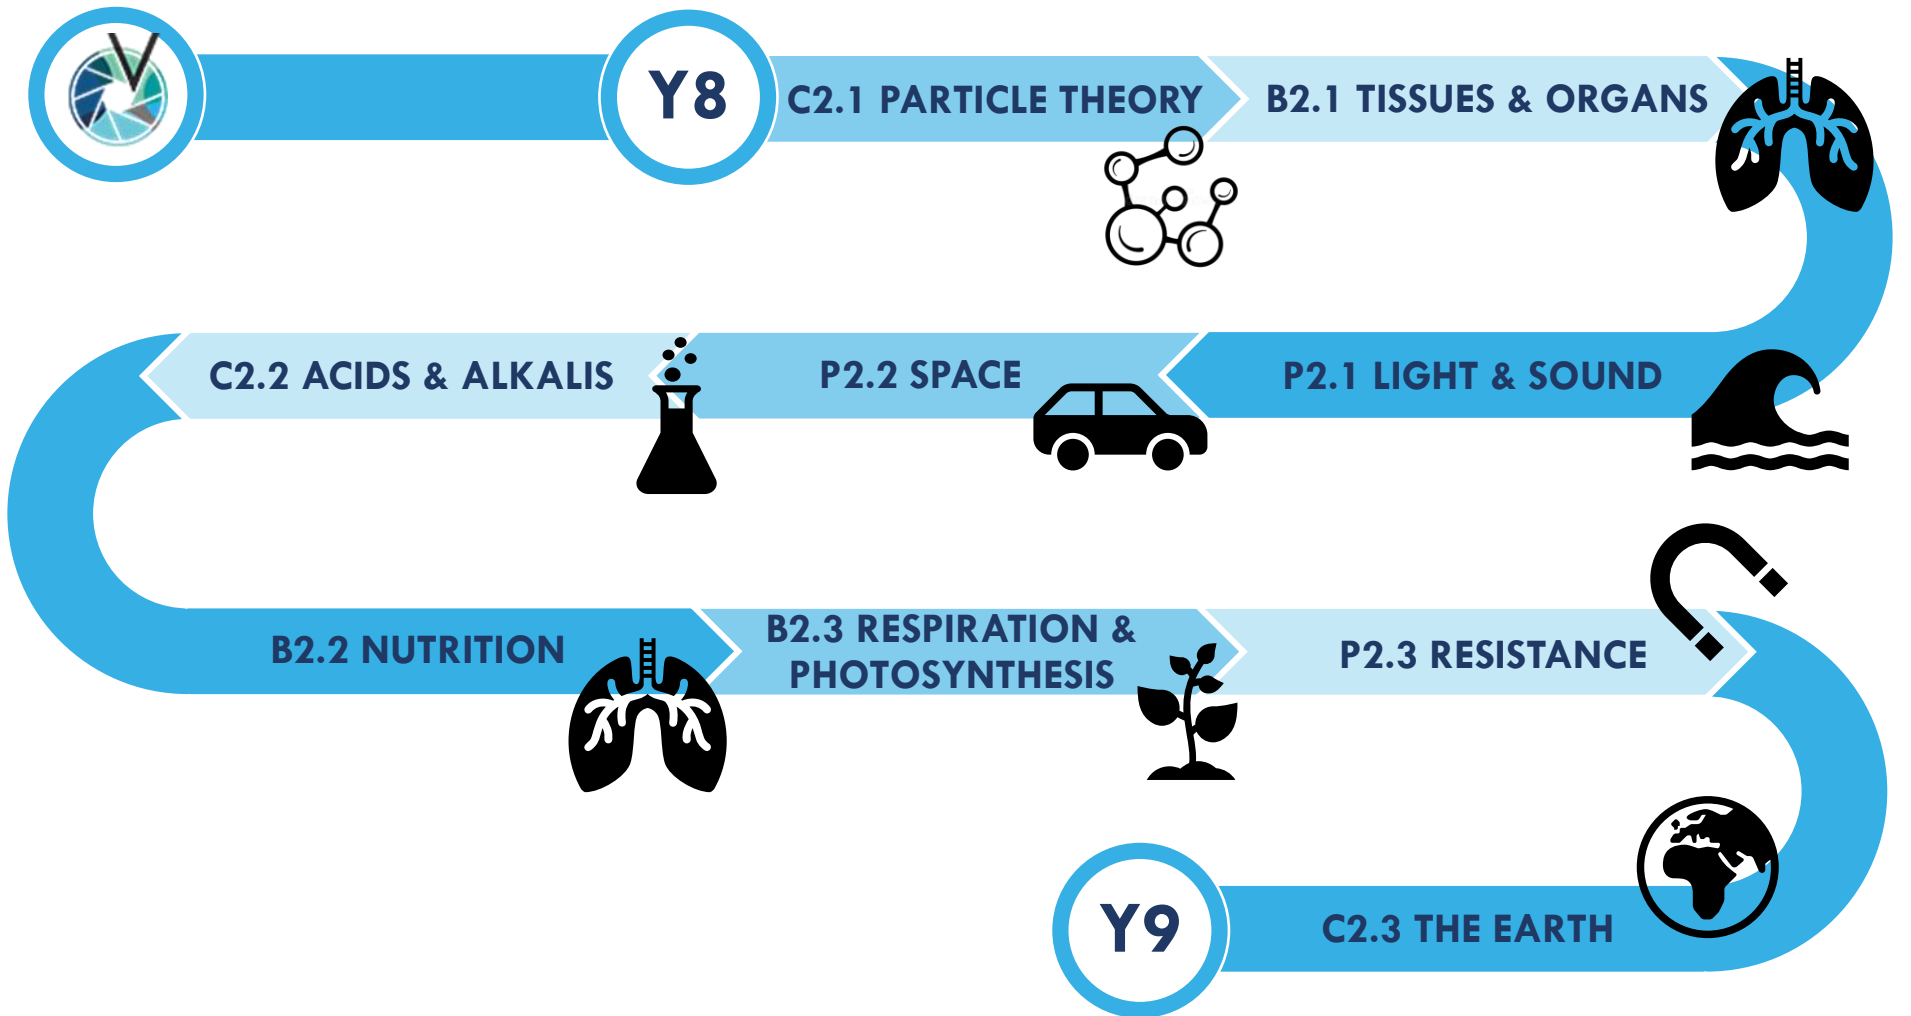 Y8
C2.1 PARTICLE THEORY
B2.1 TISSUES & ORGANS
P2.1 LIGHT & SOUND
P2.2 SPACE
C2.2 ACIDS & ALKALIS
B2.2 NUTRITION
B2.3 RESPIRATION &
PHOTOSYNTHESIS
P2.3 RESISTANCE
C2.3 THE EARTH
Y9